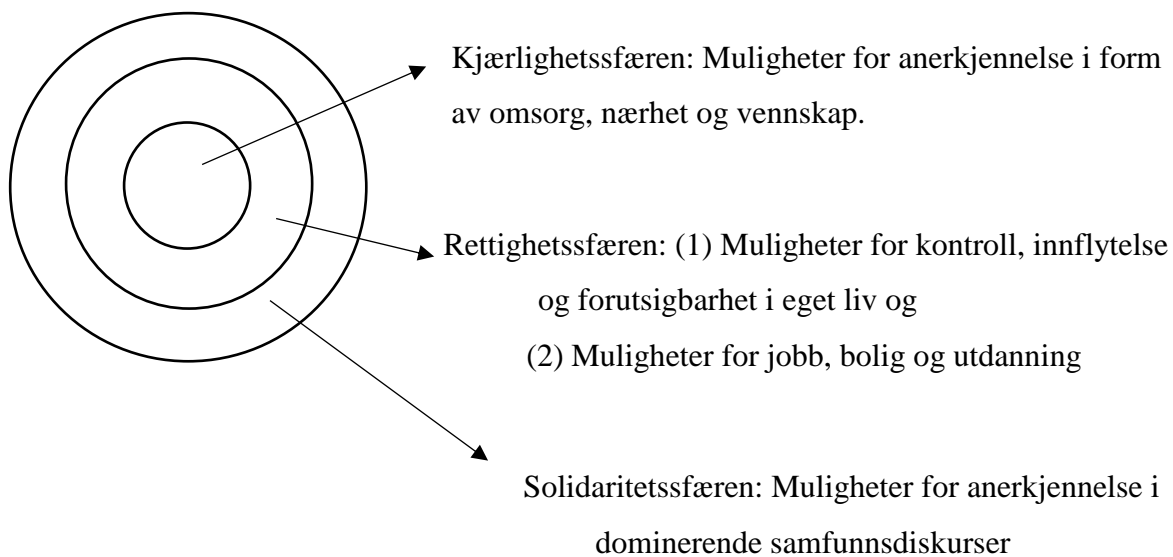 Kjærlighetssfæren: Muligheter for anerkjennelse i form
av omsorg, nærhet og vennskap.
Rettighetssfæren: (1) Muligheter for kontroll, innflytelse
og forutsigbarhet i eget liv og
(2) Muligheter for jobb, bolig og utdanning
Solidaritetssfæren: Muligheter for anerkjennelse i
dominerende samfunnsdiskurser